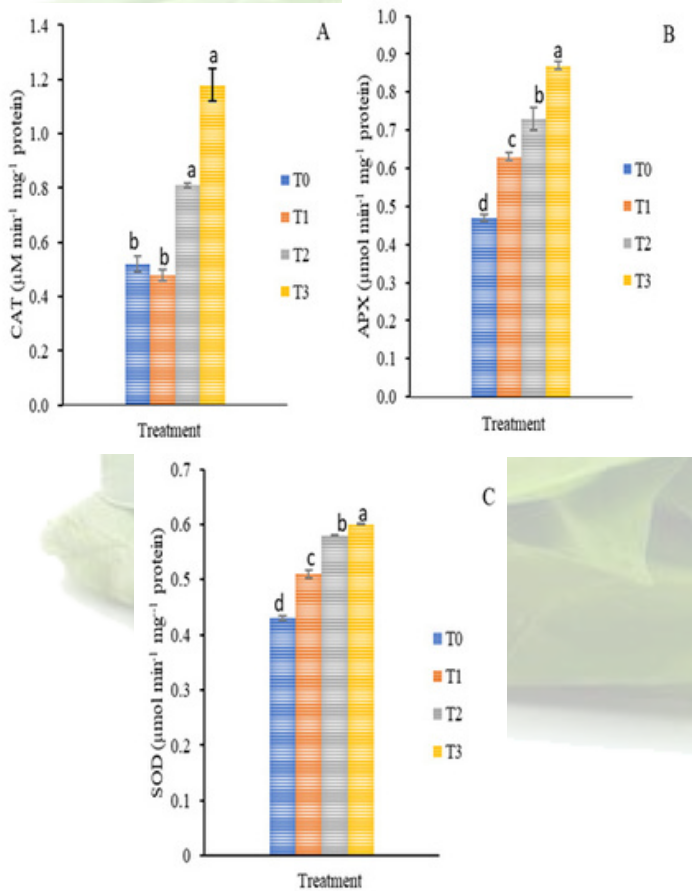 A
CAT (µM min⁻¹ mg⁻¹ protein)
1.4
1.2
1.0
0.8
0.6
0.4
0.2
0.0
b
b
a
a
T0
T1
T2
T3
Treatment
B
APX (µmol min⁻¹ mg⁻¹ protein)
1.0
0.9
0.8
0.7
0.6
0.5
0.4
0.3
0.2
0.1
0.0
d
c
b
a
T0
T1
T2
T3
Treatment
C
SOD (µmol min⁻¹ mg⁻¹ protein)
0.7
0.6
0.5
0.4
0.3
0.2
0.1
0
d
c
b
a
T0
T1
T2
T3
Treatment